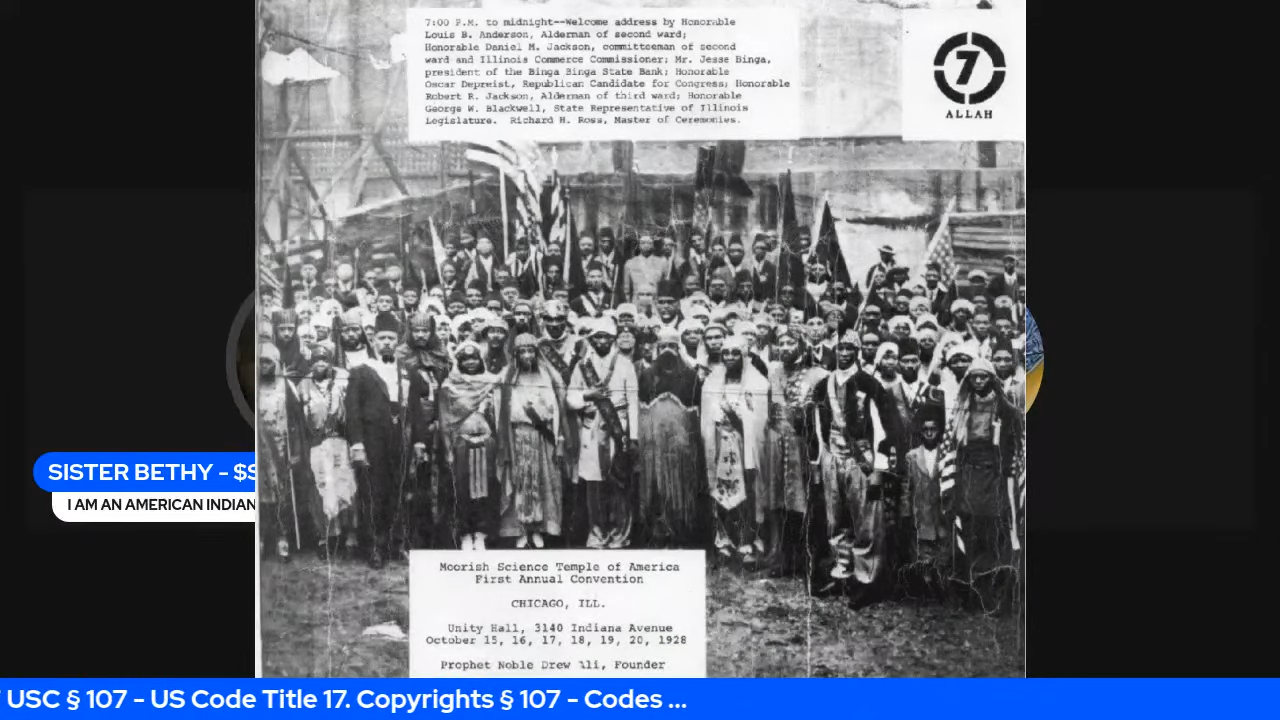 7:00 P.M. to midnight--Welcome address by Honorable
Louis B. Anderson, Alderman of second ward;
Honorable Daniel M. Jackson, committeeman of second
ward and Illinois Commerce Commissioner; Mr. Jesse Binga,
president of the Binga Binga State Bank; Honorable
Oscar Depreist, Republican Candidate for Congress; Honorable
Robert R. Jackson, Alderman of third ward; Honorable
George W. Blackwell, State Representative of Illinois
Legislature. Richard H. Ross, Master of Ceremonies.
7
ALLAH
SISTER BETHY - $S
I AM AN AMERICAN INDIAN
Moorish Science Temple of America
First Annual Convention
CHICAGO, ILL.
Unity Hall, 3140 Indiana Avenue
October 15, 16, 17, 18, 19, 20, 1928
Prophet Noble Drew Ali, Founder
USC § 107 - US Code Title 17. Copyrights § 107 - Codes ...